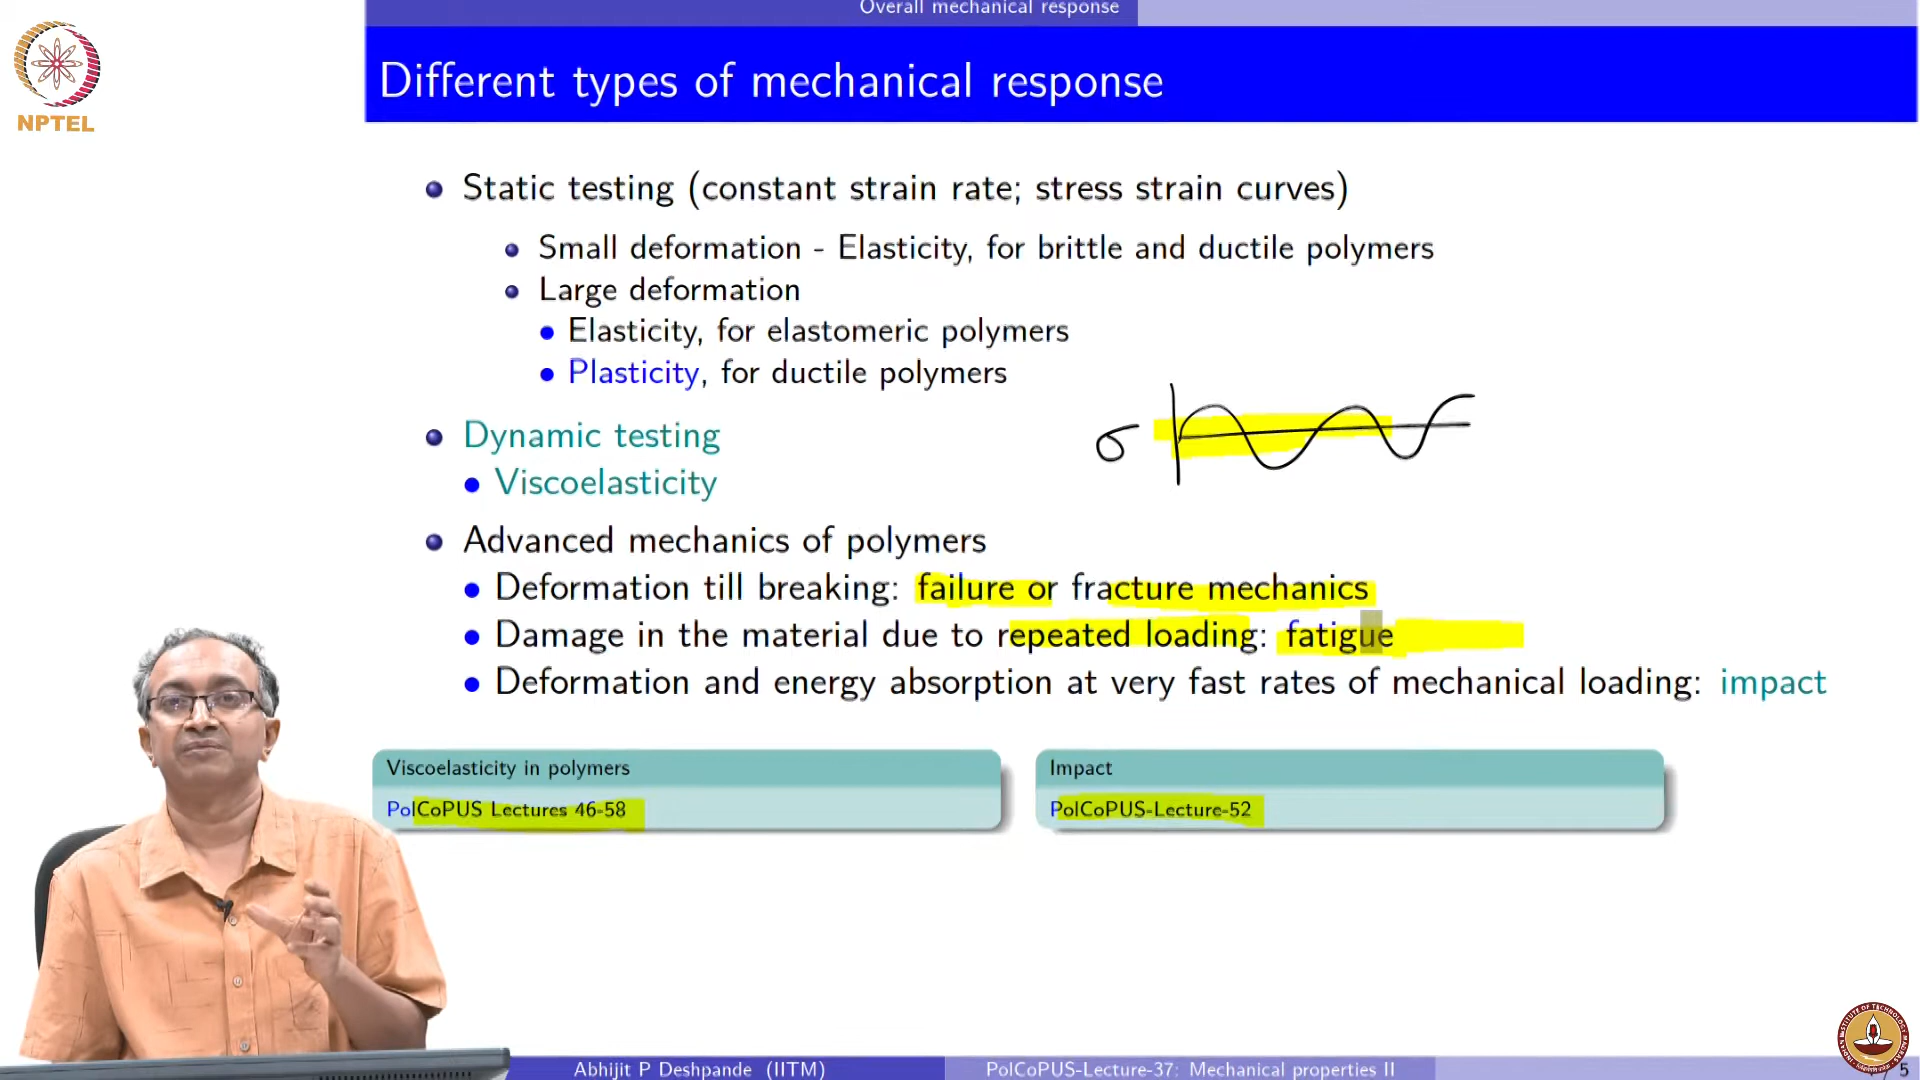 Overall mechanical response
NPTEL
Different types of mechanical response
Static testing (constant strain rate; stress strain curves)
Small deformation - Elasticity, for brittle and ductile polymers
Large deformation
Elasticity, for elastomeric polymers
Plasticity, for ductile polymers
σ
Dynamic testing
Viscoelasticity
Advanced mechanics of polymers
Deformation till breaking: failure or fracture mechanics
Damage in the material due to repeated loading: fatigue
Deformation and energy absorption at very fast rates of mechanical loading: impact
Viscoelasticity in polymers
PolCoPUS Lectures 46-58
Impact
PolCoPUS-Lecture-52
Abhijit P Deshpande (IITM)
PolCoPUS-Lecture-37: Mechanical properties II
/ 5